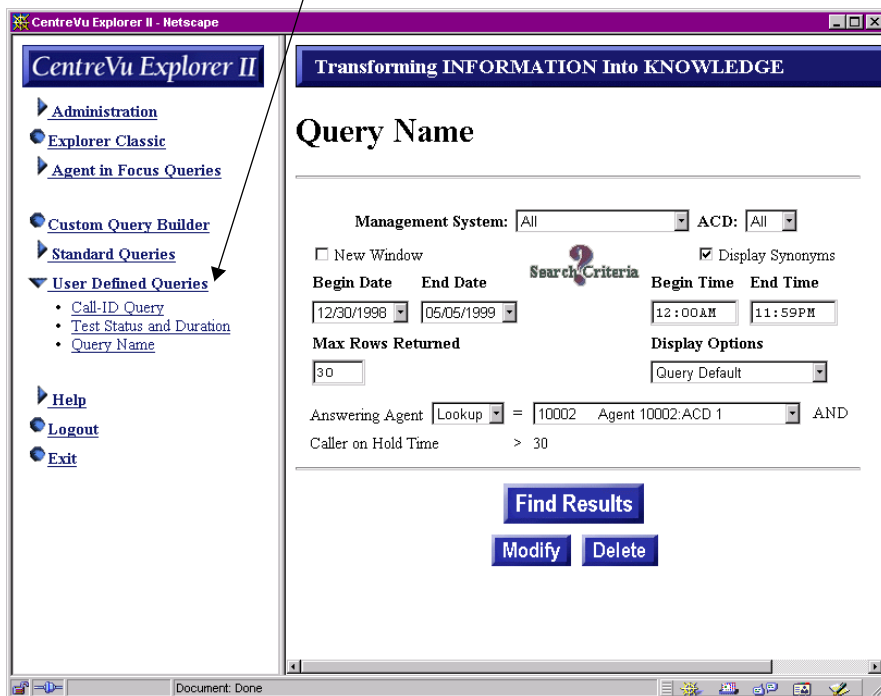 CentreVu Explorer II - Netscape
CentreVu Explorer II
Administration
Explorer Classic
Agent in Focus Queries
Custom Query Builder
Standard Queries
User Defined Queries
• Call-ID Query
• Test Status and Duration
• Query Name
Help
Logout
Exit
Transforming INFORMATION Into KNOWLEDGE
Query Name
Management System: All ACD: All
New Window Search Criteria Display Synonyms
Begin Date End Date Begin Time End Time
12/30/1998 05/05/1999 12:00AM 11:59PM
Max Rows Returned Display Options
30 Query Default
Answering Agent Lookup = 10002 Agent 10002:ACD 1 AND
Caller on Hold Time > 30
Find Results
Modify Delete
Document: Done